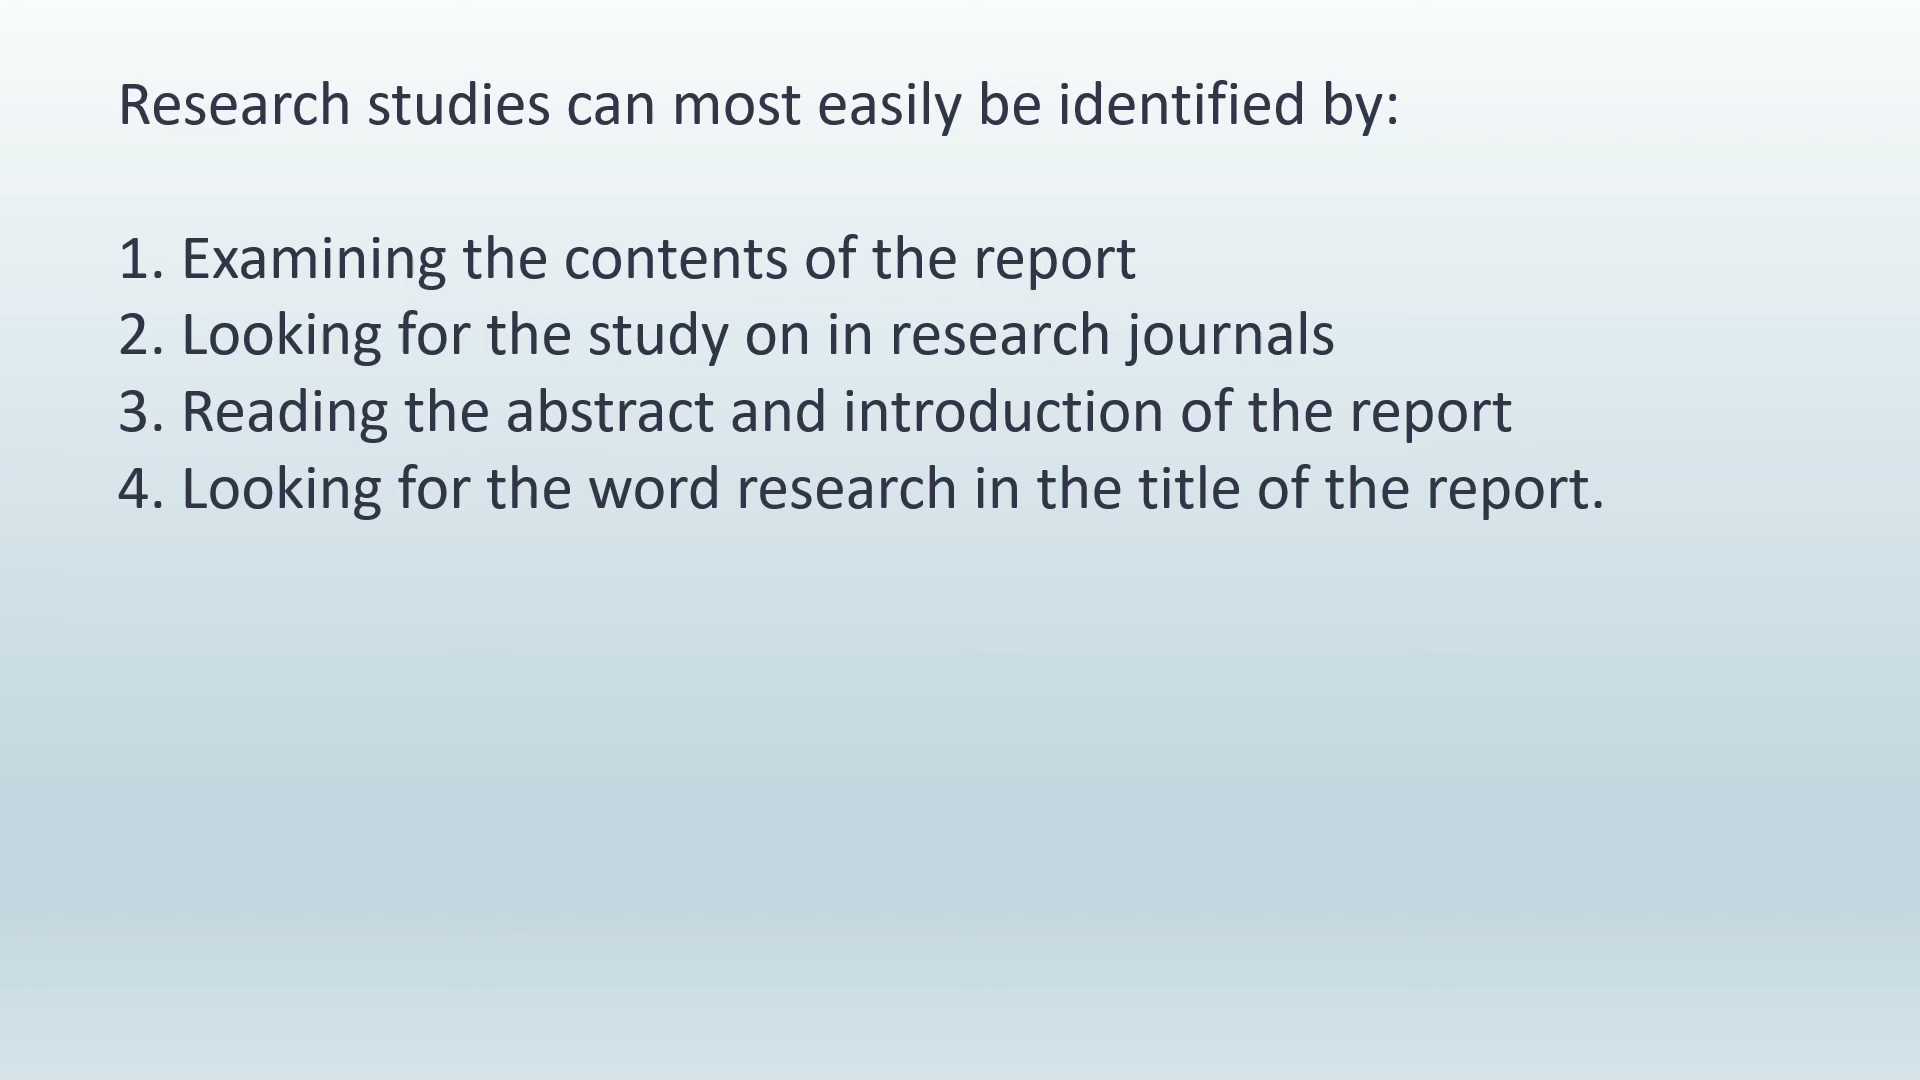 Research studies can most easily be identified by:
1. Examining the contents of the report
2. Looking for the study on in research journals
3. Reading the abstract and introduction of the report
4. Looking for the word research in the title of the report.